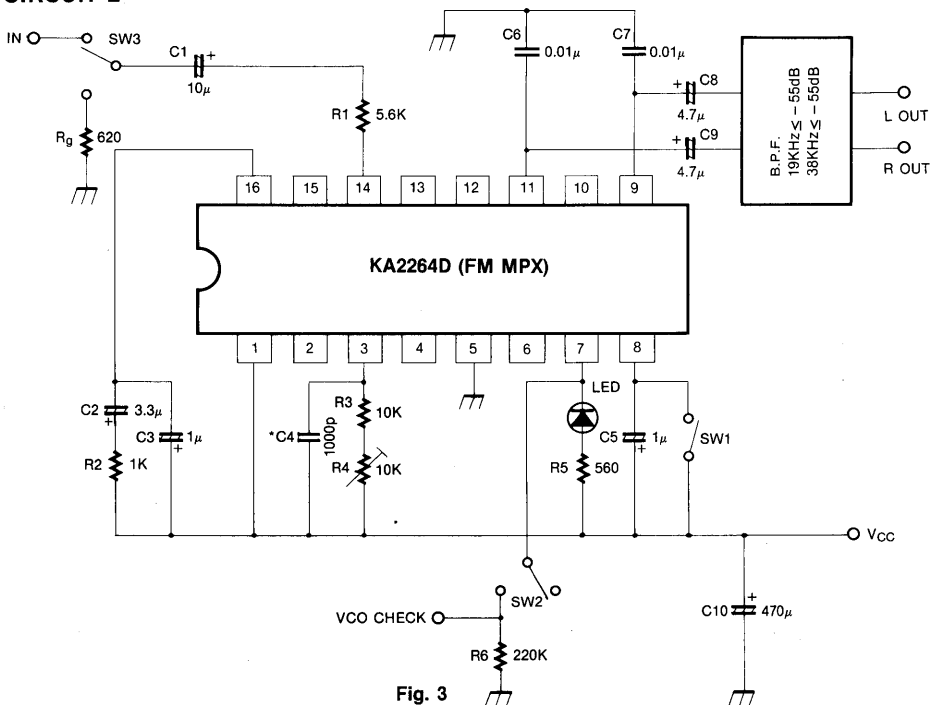 IN
SW3
C1
+
10μ
Rg
620
R1
5.6K
C6
0.01μ
C7
0.01μ
+
C8
4.7μ
+
C9
4.7μ
B.P.F.
19KHz≤ – 55dB
38KHz≤ – 55dB
L OUT
R OUT
16
15
14
13
12
11
10
9
KA2264D (FM MPX)
1
2
3
4
5
6
7
8
C2
3.3μ
+
R2
1K
C3
1μ
+
*C4
1000p
R3
10K
R4
10K
LED
R5
560
C5
1μ
+
SW1
VCC
SW2
VCO CHECK
R6
220K
C10
+
470μ
Fig. 3